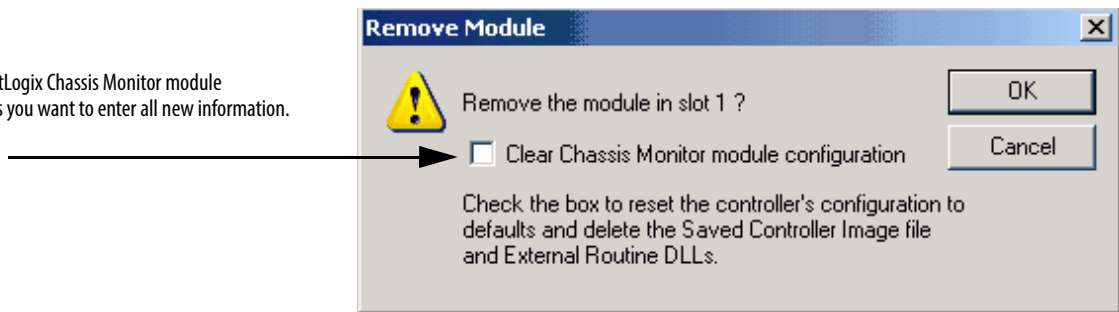 Remove Module
tLogix Chassis Monitor module
s you want to enter all new information.
Remove the module in slot 1 ?
OK
Clear Chassis Monitor module configuration
Cancel
Check the box to reset the controller's configuration to
defaults and delete the Saved Controller Image file
and External Routine DLLs.